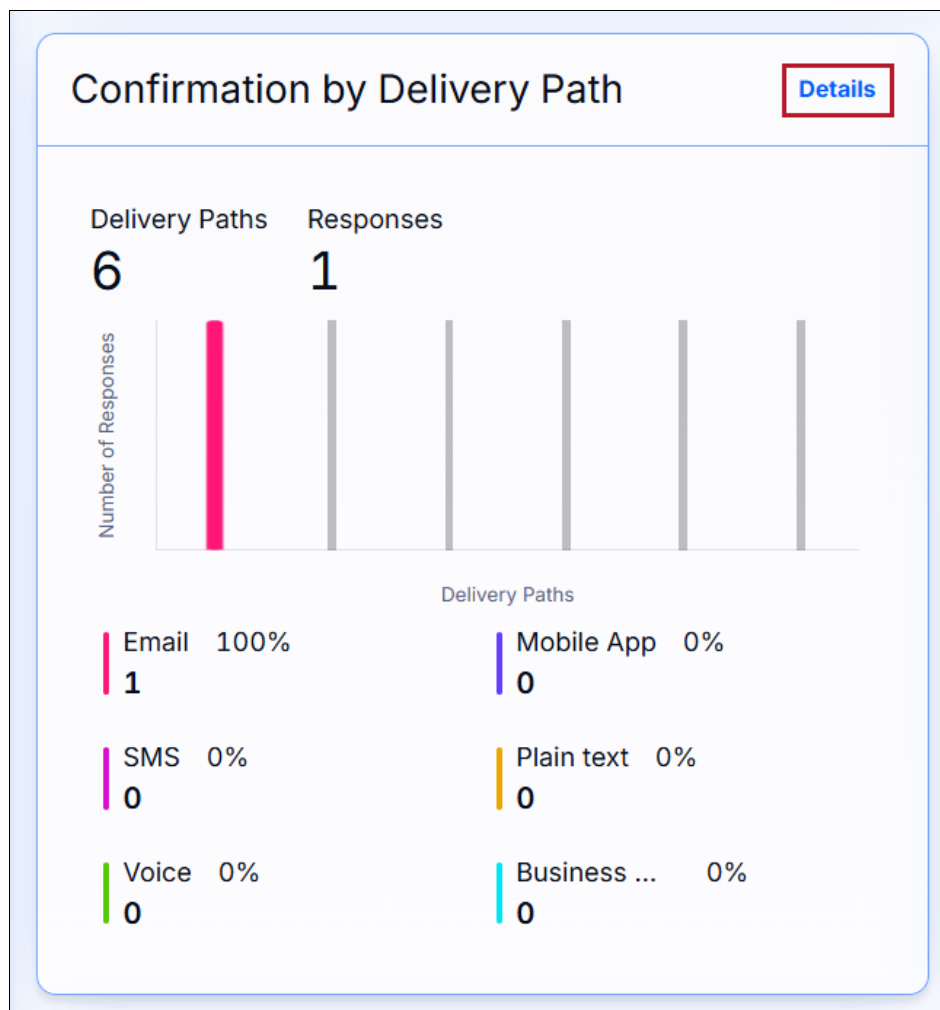 Confirmation by Delivery Path
Details
Delivery Paths
Responses
6
1
Number of Responses
Delivery Paths
Email 100%
1
Mobile App 0%
0
SMS 0%
0
Plain text 0%
0
Voice 0%
0
Business ... 0%
0